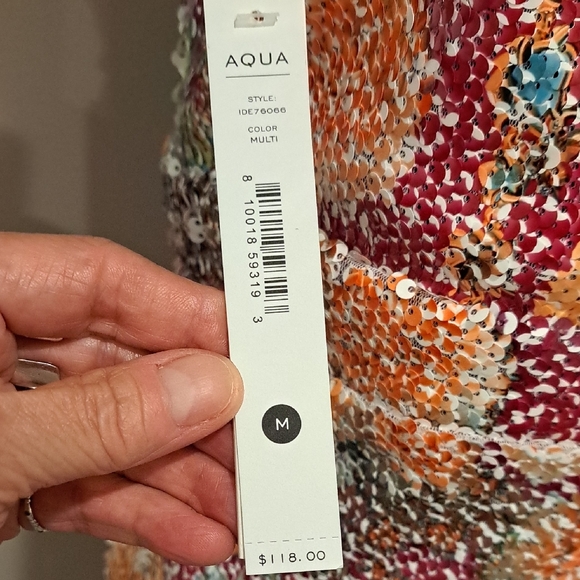 AQUA
STYLE:
IDE76066
COLOR
MULTI
8 10018 59319 3
M
$118.00